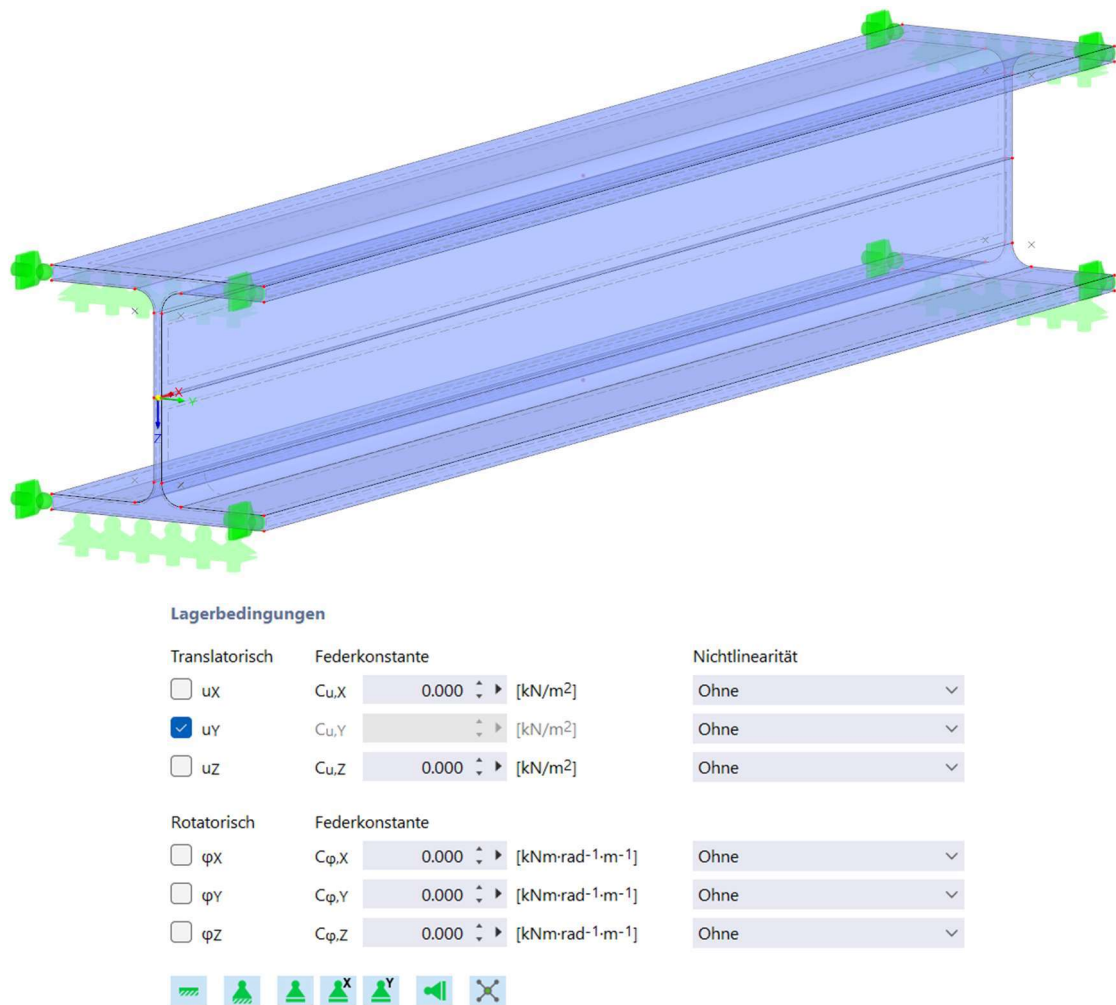 X
Y
Z
Lagerbedingungen
Translatorisch Federkonstante Nichtlinearität
uX Cu,X 0.000 [kN/m2] Ohne
uY Cu,Y [kN/m2] Ohne
uZ Cu,Z 0.000 [kN/m2] Ohne
Rotatorisch Federkonstante
φX Cφ,X 0.000 [kNm·rad-1·m-1] Ohne
φY Cφ,Y 0.000 [kNm·rad-1·m-1] Ohne
φZ Cφ,Z 0.000 [kNm·rad-1·m-1] Ohne
X Y